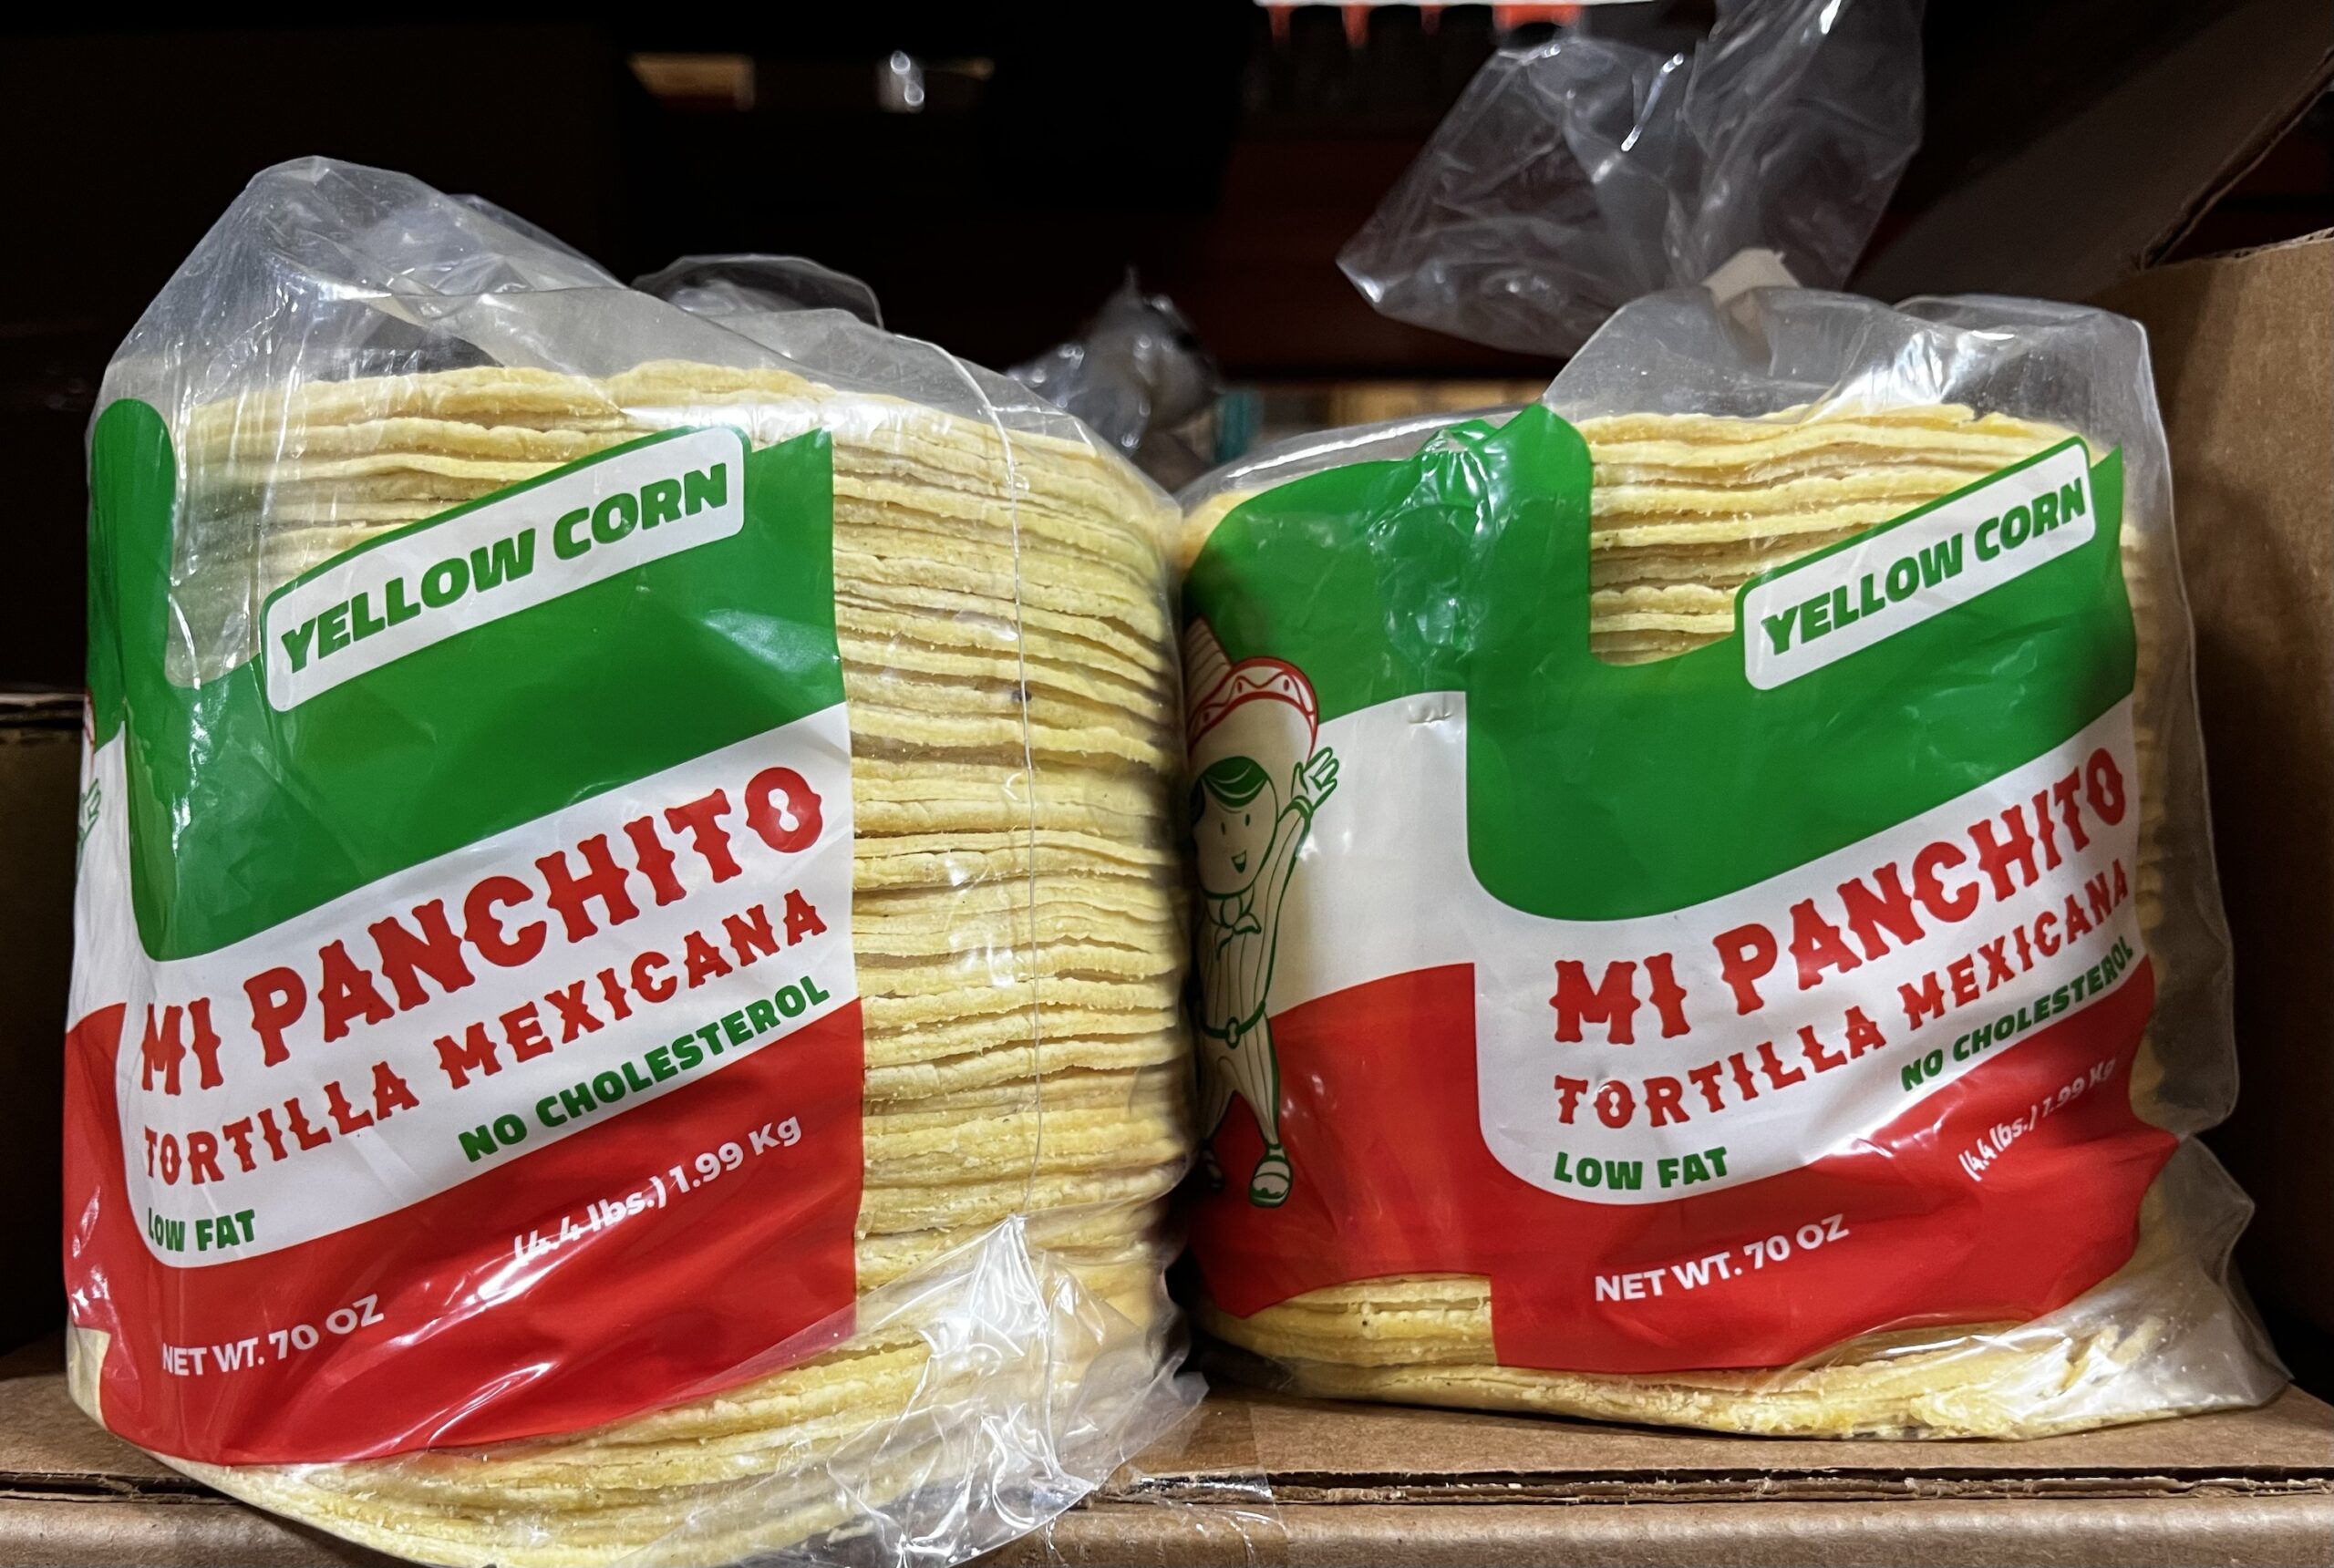 YELLOW CORN
MI PANCHITO
TORTILLA MEXICANA
NO CHOLESTEROL
LOW FAT
(4.4 lbs.) 1.99 Kg
NET WT. 70 OZ
YELLOW CORN
MI PANCHITO
TORTILLA MEXICANA
NO CHOLESTEROL
LOW FAT
(4.4 lbs.) 1.99 Kg
NET WT. 70 OZ